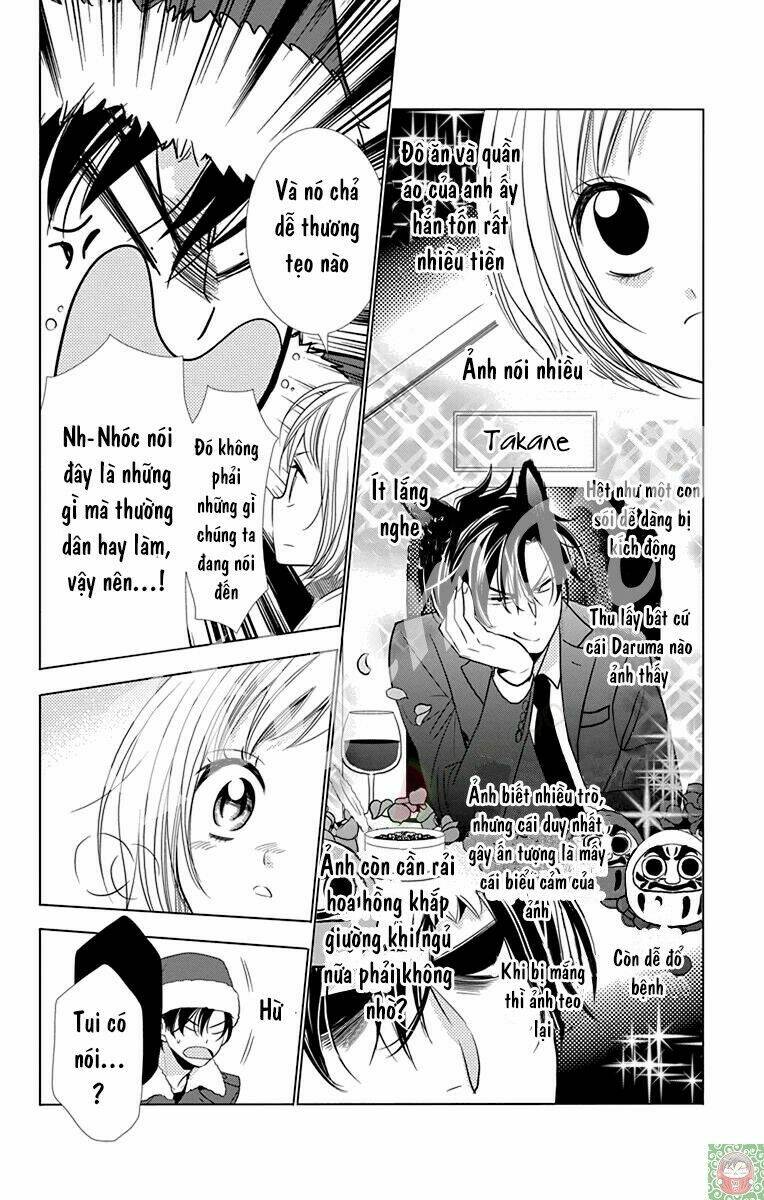 Đồ ăn và quần
áo của anh ấy
hẳn tốn rất
nhiều tiền
Ảnh nói nhiều
Takane
Ít lắng
nghe
Hệt như một con
sói dễ dàng bị
kích động
Thu lấy bất cứ
cái Daruma nào
ảnh thấy
Ảnh biết nhiều trò,
nhưng cái duy nhất
gây ấn tượng là mấy
cái biểu cảm của
ảnh
Ảnh còn cần rải
hoa hồng khắp
giường khi ngủ
nữa phải không
nhờ?
Khi bị mắng
thì ảnh teo
lại
Còn dễ đổ
bệnh
Và nó chả
dễ thương
tẹo nào
Đó không
phải
những gì
chúng ta
đang nói
đến
Nh-Nhóc nói
đây là những
gì mà thường
dân hay làm,
vậy nên...!
Hừ
Tui có
nói...
?